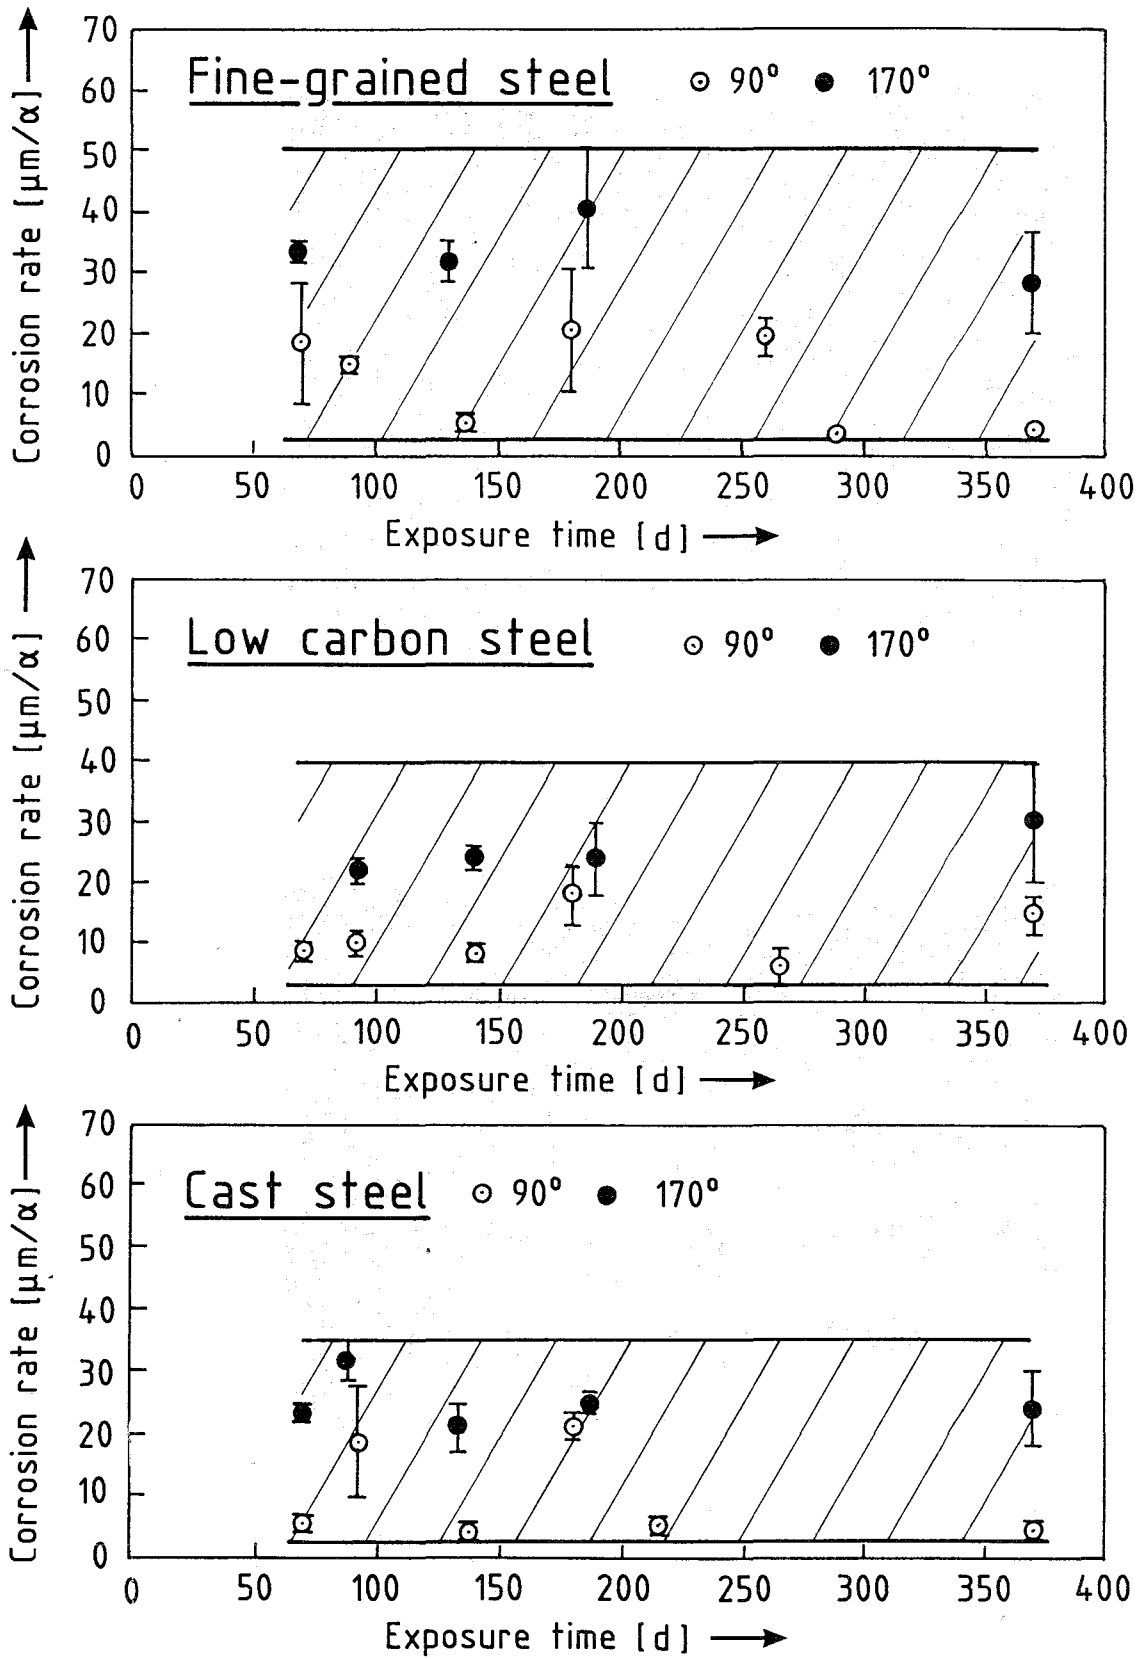 Corrosion rate [μm/α]
70
60
50
40
30
20
10
0
Fine-grained steel 90° 170°
0 50 100 150 200 250 300 350 400
Exposure time [d]
Corrosion rate [μm/α]
70
60
50
40
30
20
10
0
Low carbon steel 90° 170°
0 50 100 150 200 250 300 350 400
Exposure time [d]
Corrosion rate [μm/α]
70
60
50
40
30
20
10
0
Cast steel 90° 170°
0 50 100 150 200 250 300 350 400
Exposure time [d]